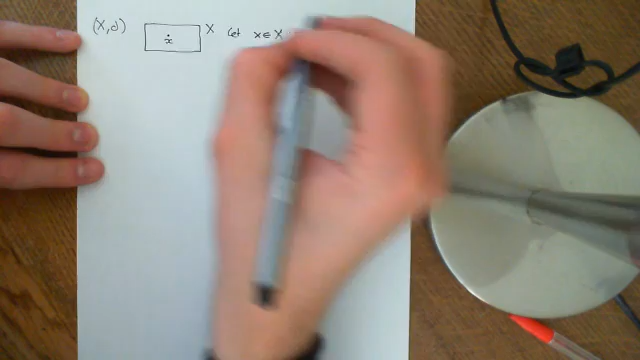 (X,d) ẋ X Let x∈X